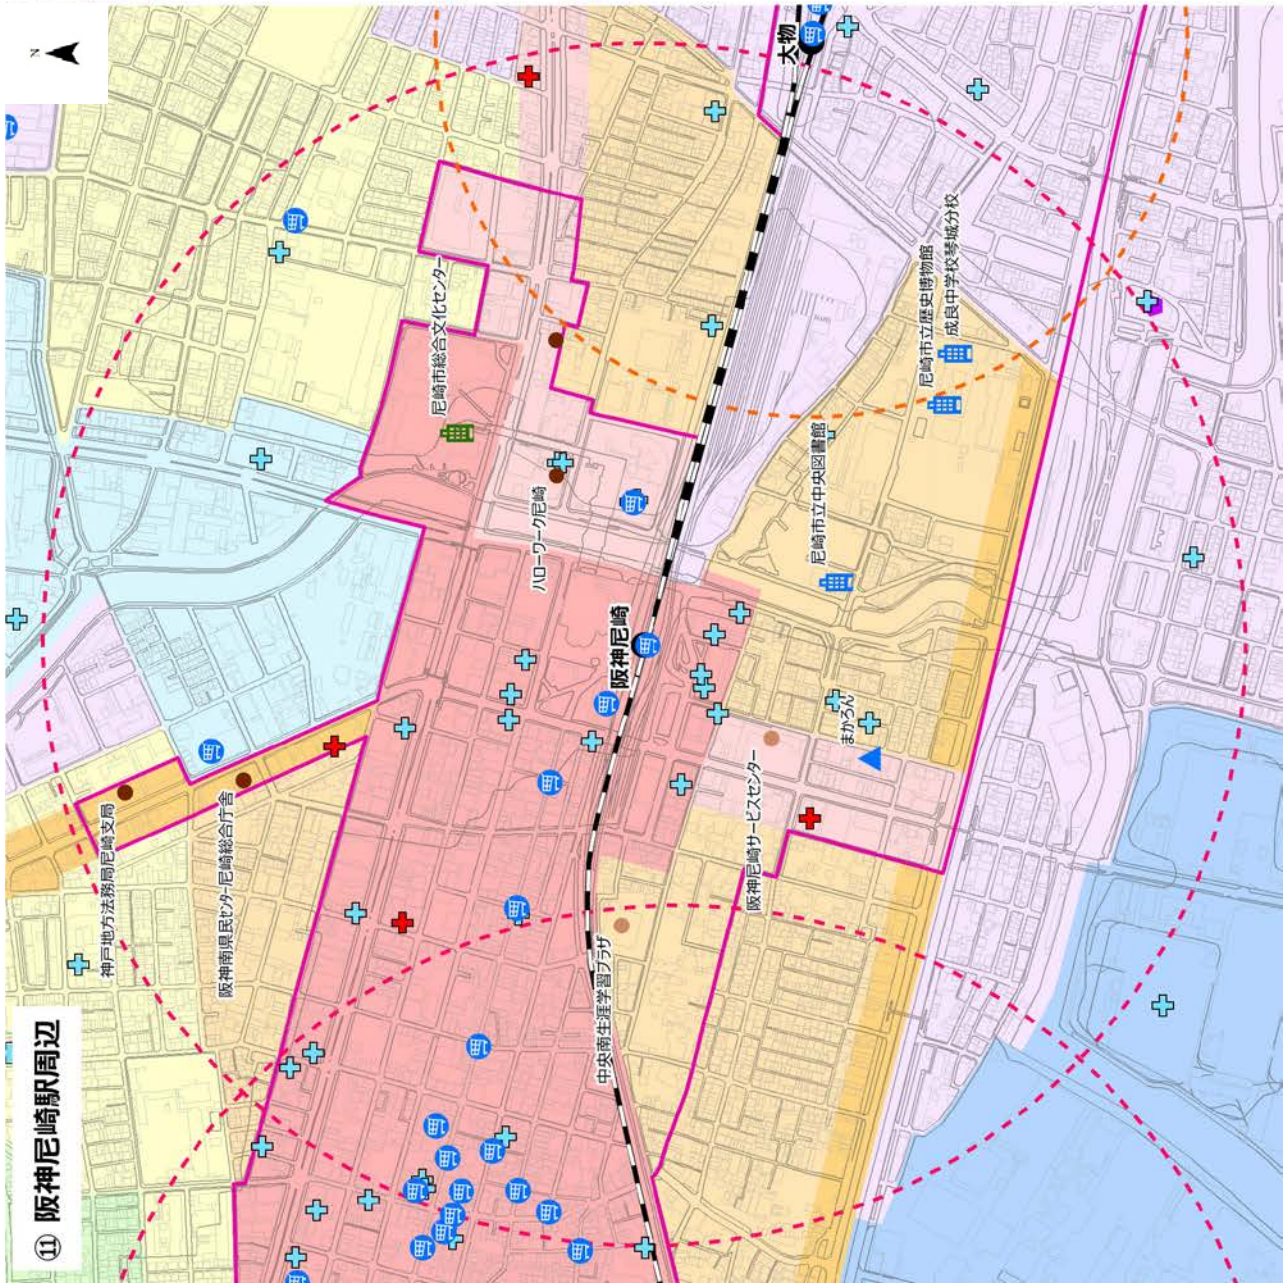 ⑪ 阪神尾崎駅周辺
N
神戸地方法務局尼崎支局
阪神南県民センター尼崎総合庁舎
尼崎市総合文化センター
ハローワーク尼崎
阪神尼崎
大物
中央南生涯学習プラザ
阪神尼崎サービスセンター
まかろん
尼崎市立中央図書館
尼崎市立歴史博物館
成良中学校琴城分校